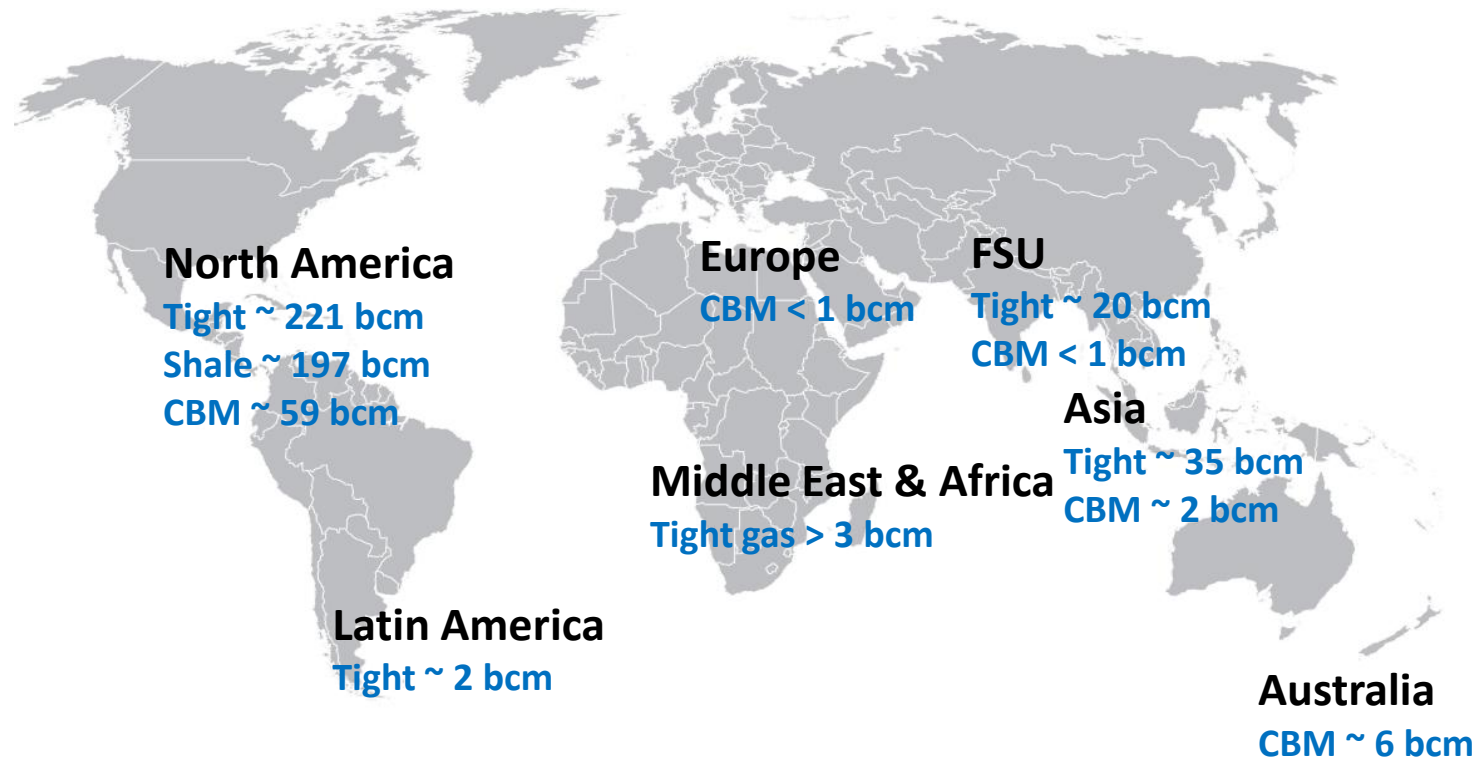 North America
Tight ~ 221 bcm
Shale ~ 197 bcm
CBM ~ 59 bcm
Europe
CBM < 1 bcm
FSU
Tight ~ 20 bcm
CBM < 1 bcm
Asia
Tight ~ 35 bcm
CBM ~ 2 bcm
Middle East & Africa
Tight gas > 3 bcm
Latin America
Tight ~ 2 bcm
Australia
CBM ~ 6 bcm